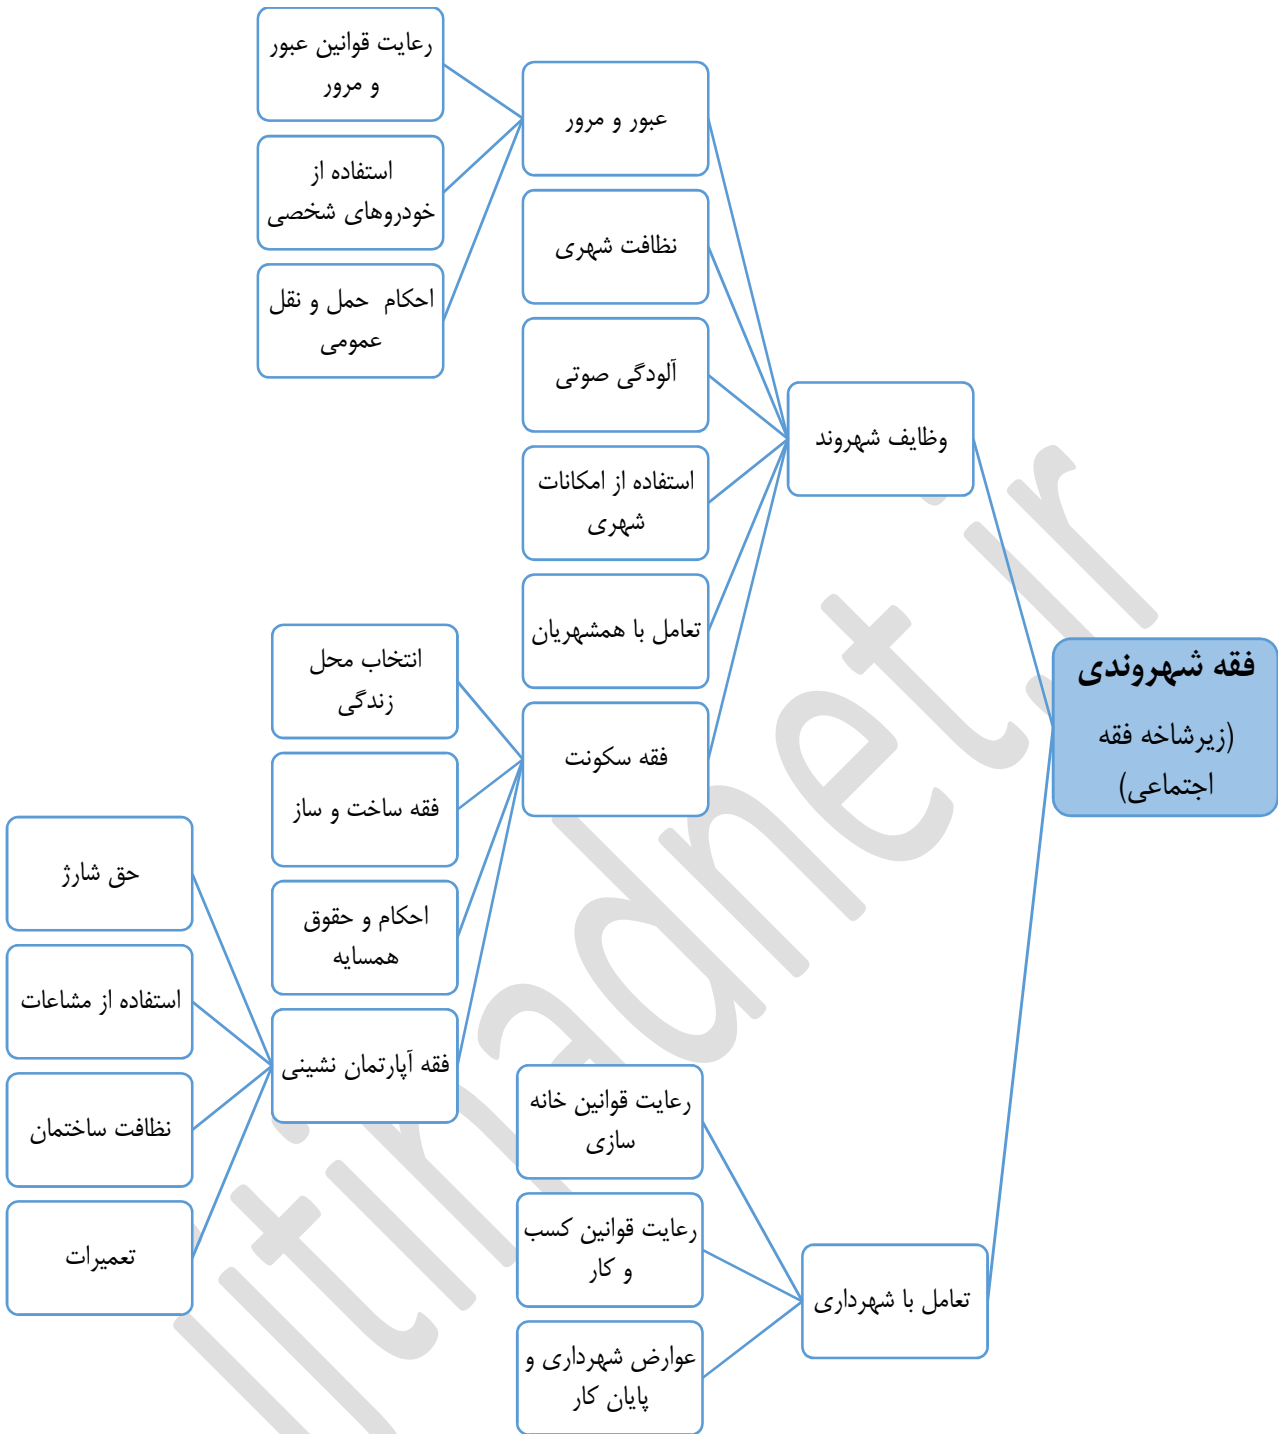 فقه شهروندی
(زیرشاخه فقه
اجتماعی)
وظایف شهروند
عبور و مرور
رعایت قوانین عبور
و مرور
استفاده از
خودروهای شخصی
احکام حمل و نقل
عمومی
نظافت شهری
آلودگی صوتی
استفاده از امکانات
شهری
تعامل با همشهریان
فقه سکونت
انتخاب محل
زندگی
فقه ساخت و ساز
احکام و حقوق
همسایه
فقه آپارتمان نشینی
حق شارژ
استفاده از مشاعات
نظافت ساختمان
تعمیرات
تعامل با شهرداری
رعایت قوانین خانه
سازی
رعایت قوانین کسب
و کار
عوارض شهرداری و
پایان کار
Ijtihadnet.ir